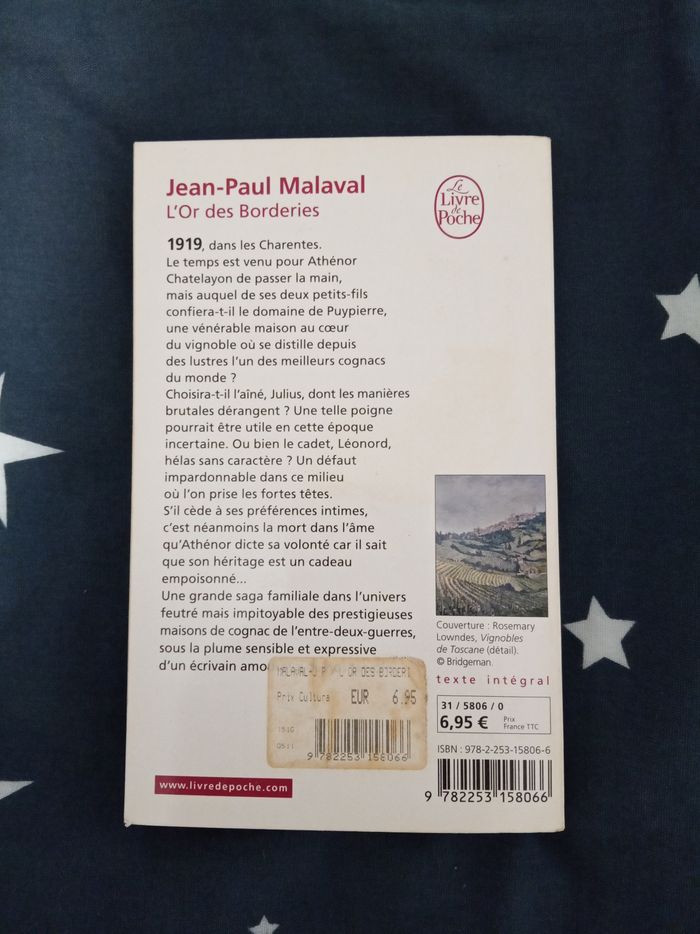 Jean-Paul Malaval
L'Or des Borderies
Le
Livre
de
Poche
1919, dans les Charentes.
Le temps est venu pour Athénor
Chatelayon de passer la main,
mais auquel de ses deux petits-fils
confiera-t-il le domaine de Puypierre,
une vénérable maison au cœur
du vignoble où se distille depuis
des lustres l'un des meilleurs cognacs
du monde ?
Choisira-t-il l'aîné, Julius, dont les manières
brutales dérangent ? Une telle poigne
pourrait être utile en cette époque
incertaine. Ou bien le cadet, Léonord,
hélas sans caractère ? Un défaut
impardonnable dans ce milieu
où l'on prise les fortes têtes.
S'il cède à ses préférences intimes,
c'est néanmoins la mort dans l'âme
qu'Athénor dicte sa volonté car il sait
que son héritage est un cadeau
empoisonné...
Une grande saga familiale dans l'univers
feutré mais impitoyable des prestigieuses
maisons de cognac de l'entre-deux-guerres,
sous la plume sensible et expressive
d'un écrivain
Couverture : Rosemary
Lowndes, Vignobles
de Toscane (détail).
© Bridgeman.
texte intégral
MALAVAL-J P L OR DES BORDERI
Prix Cultura EUR 6.95
1510
0511
9 782253 158066
31 / 5806 / 0
6,95 € Prix
France TTC
ISBN : 978-2-253-15806-6
9 782253 158066
www.livredepoche.com